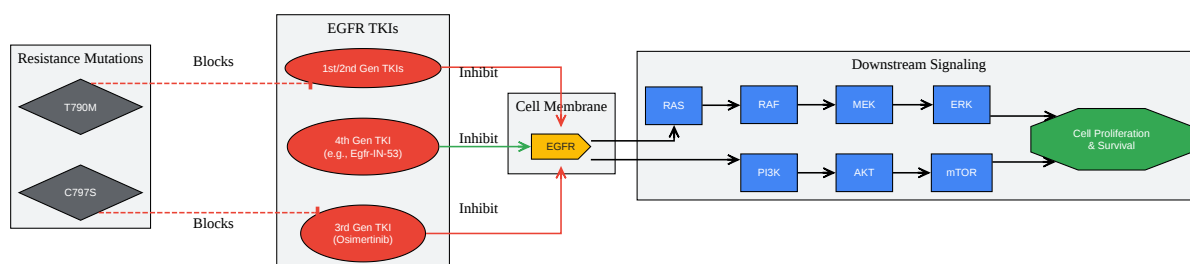 Resistance Mutations
T790M
C797S
Blocks
Blocks
EGFR TKIs
1st/2nd Gen TKIs
4th Gen TKI
(e.g., Egfr-IN-53)
3rd Gen TKI
(Osimertinib)
Inhibit
Inhibit
Inhibit
Cell Membrane
EGFR
Downstream Signaling
RAS
RAF
MEK
ERK
PI3K
AKT
mTOR
Cell Proliferation
& Survival